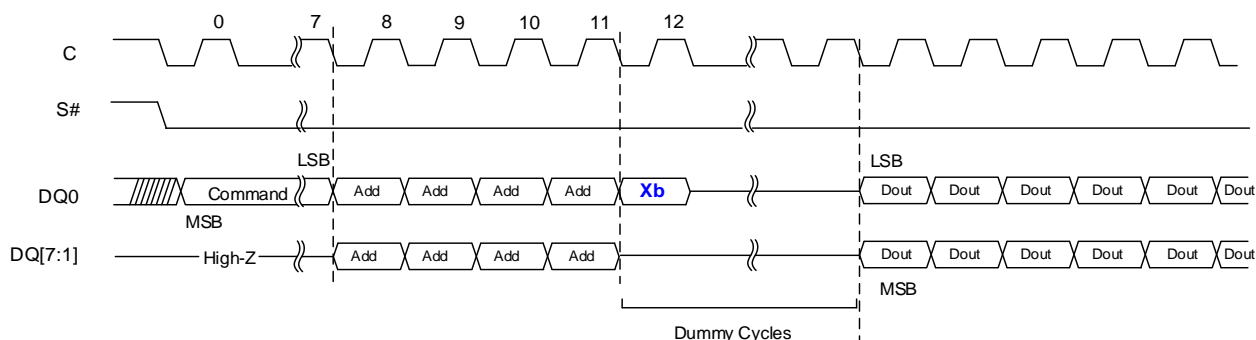 0 7 8 9 10 11 12
C
S#
LSB LSB
DQ0 Command Add Add Add Add Xb Dout Dout Dout Dout Dout Dout
MSB
DQ[7:1] High-Z Add Add Add Add Dout Dout Dout Dout Dout Dout
MSB
Dummy Cycles